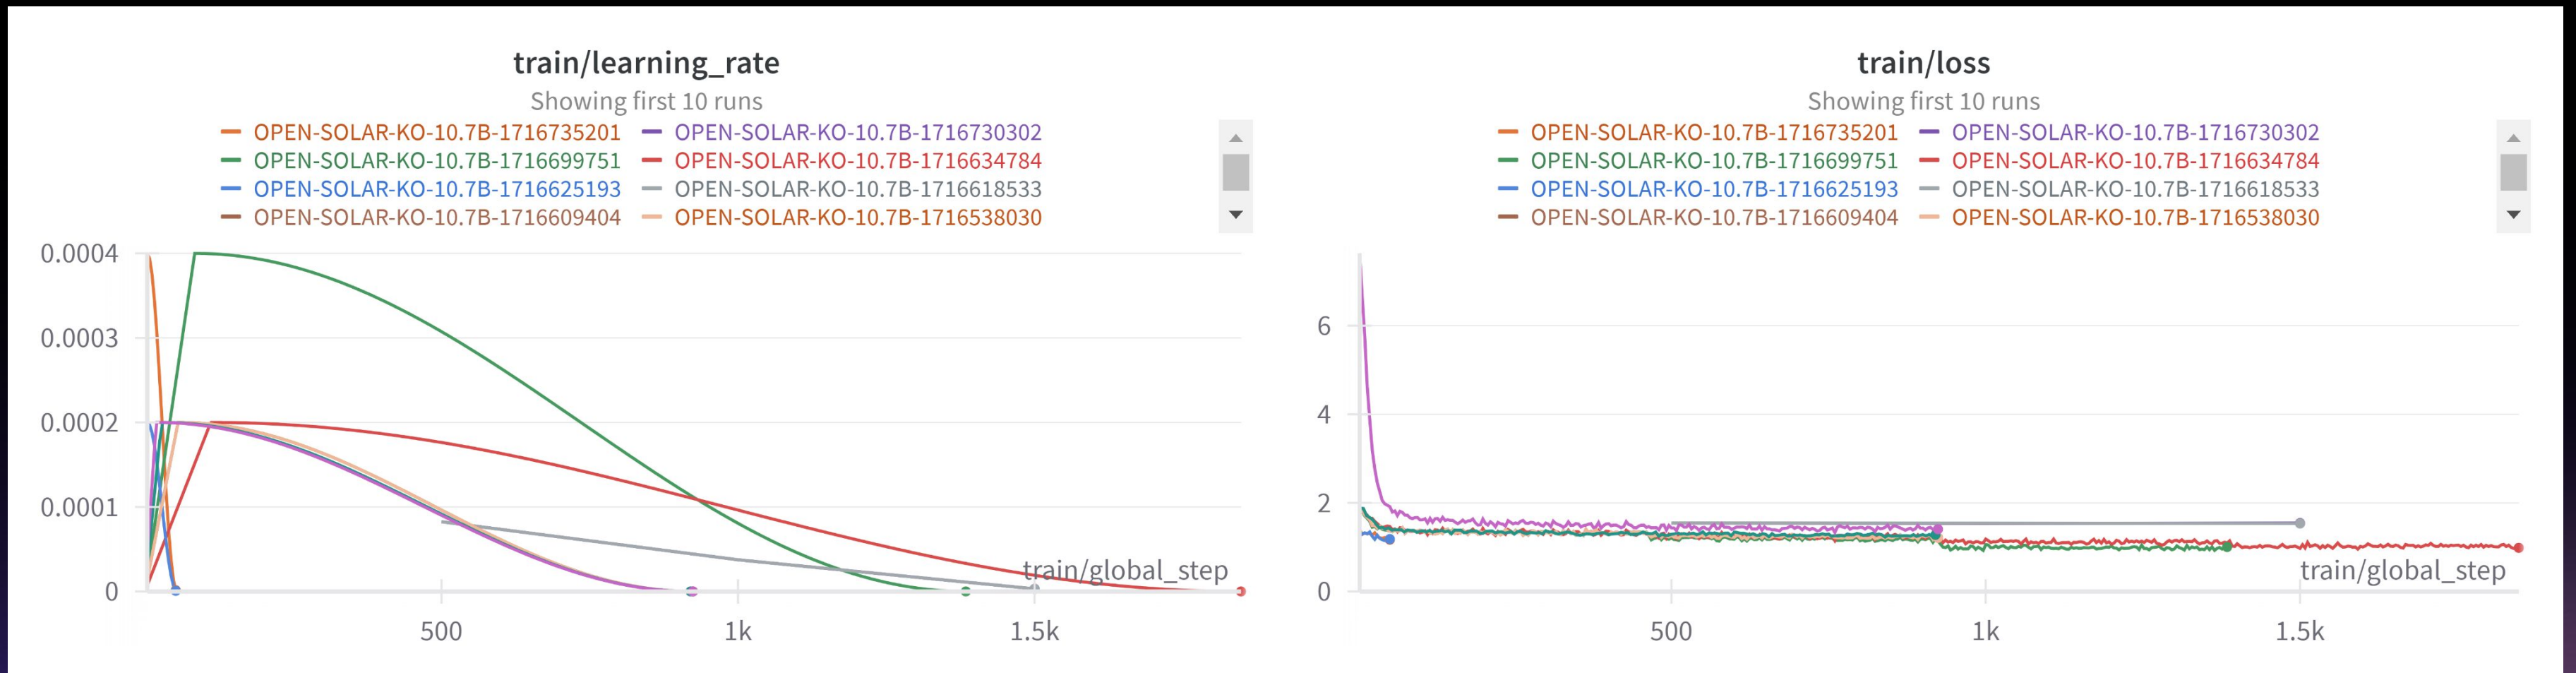 train/learning_rate
Showing first 10 runs
OPEN-SOLAR-KO-10.7B-1716735201 OPEN-SOLAR-KO-10.7B-1716730302
OPEN-SOLAR-KO-10.7B-1716699751 OPEN-SOLAR-KO-10.7B-1716634784
OPEN-SOLAR-KO-10.7B-1716625193 OPEN-SOLAR-KO-10.7B-1716618533
OPEN-SOLAR-KO-10.7B-1716609404 OPEN-SOLAR-KO-10.7B-1716538030
0.0004
0.0003
0.0002
0.0001
0
train/global_step
500 1k 1.5k
train/loss
Showing first 10 runs
OPEN-SOLAR-KO-10.7B-1716735201 OPEN-SOLAR-KO-10.7B-1716730302
OPEN-SOLAR-KO-10.7B-1716699751 OPEN-SOLAR-KO-10.7B-1716634784
OPEN-SOLAR-KO-10.7B-1716625193 OPEN-SOLAR-KO-10.7B-1716618533
OPEN-SOLAR-KO-10.7B-1716609404 OPEN-SOLAR-KO-10.7B-1716538030
6
4
2
0
train/global_step
500 1k 1.5k